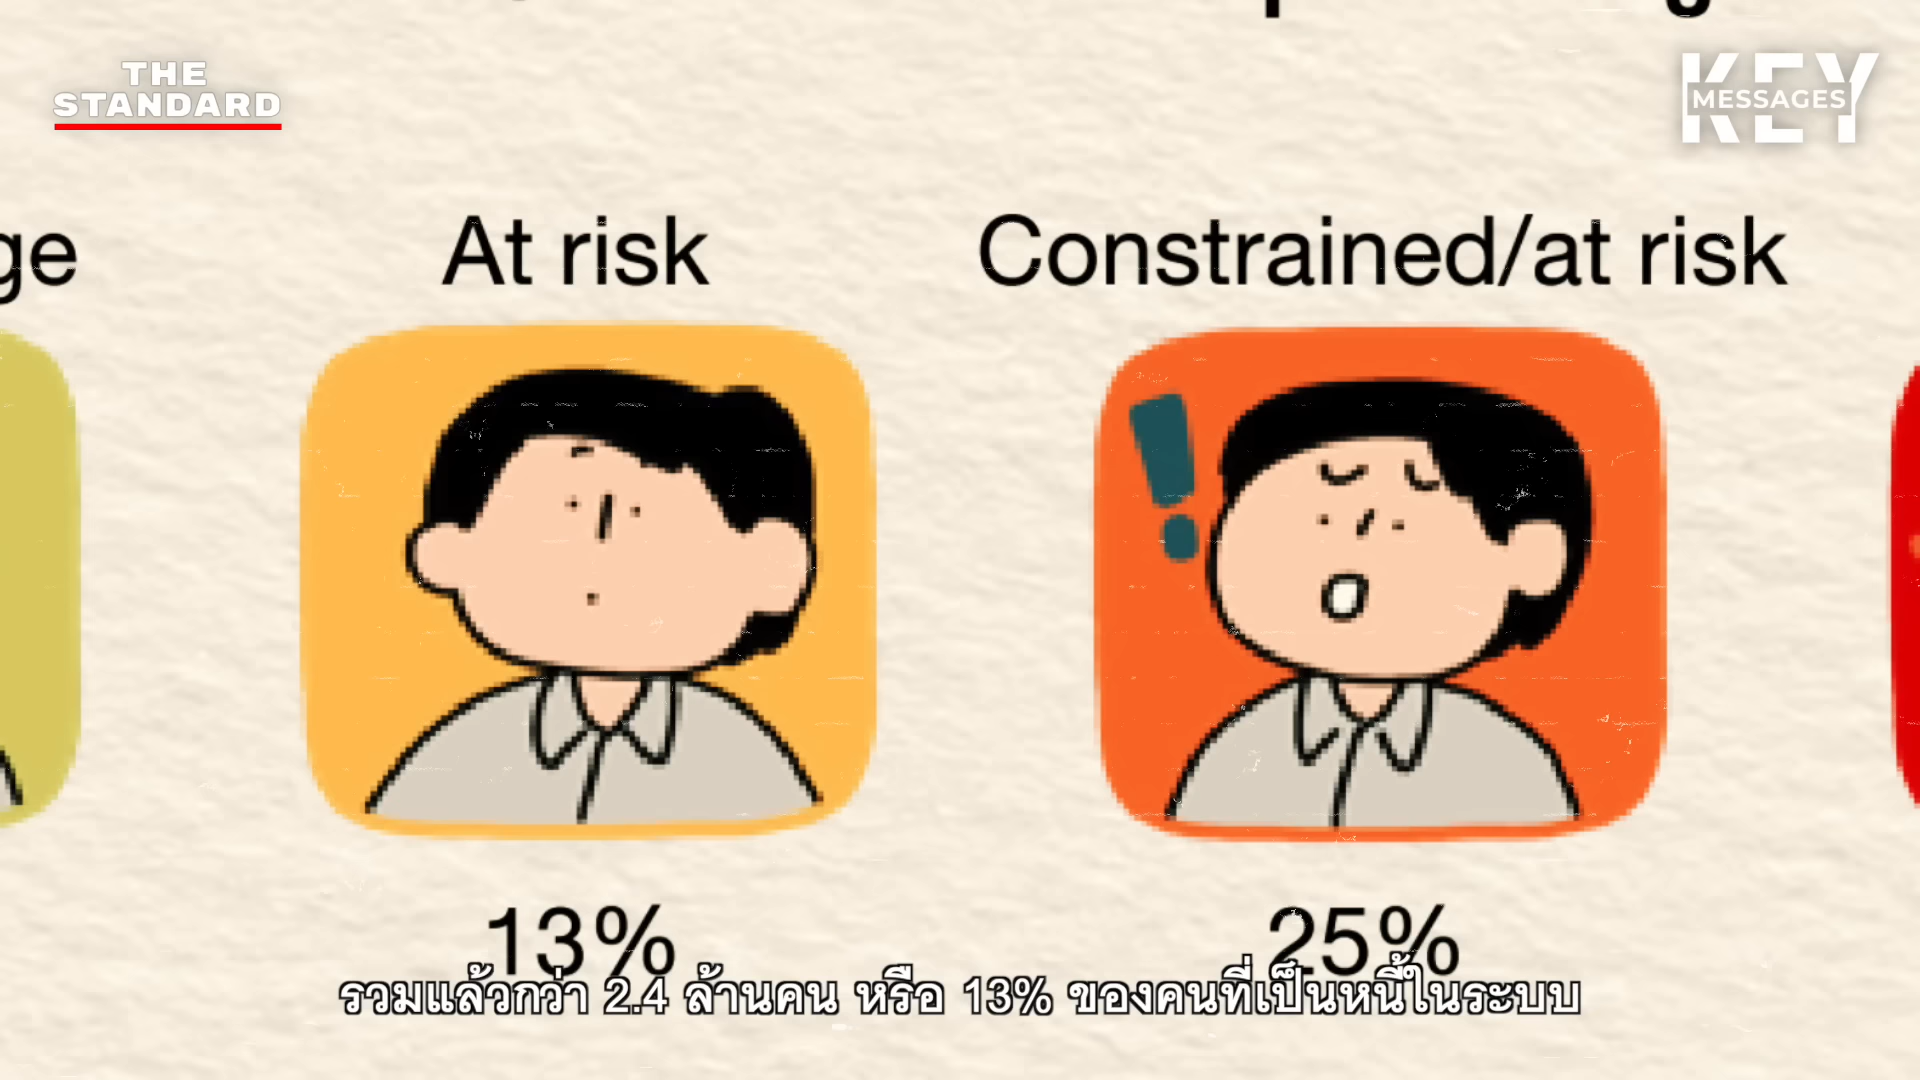 THE
STANDARD
KEY
MESSAGES
ge
At risk
Constrained/at risk
13%
25%
รวมแล้วกว่า 2.4 ล้านคน หรือ 13% ของคนที่เป็นหนี้ในระบบ